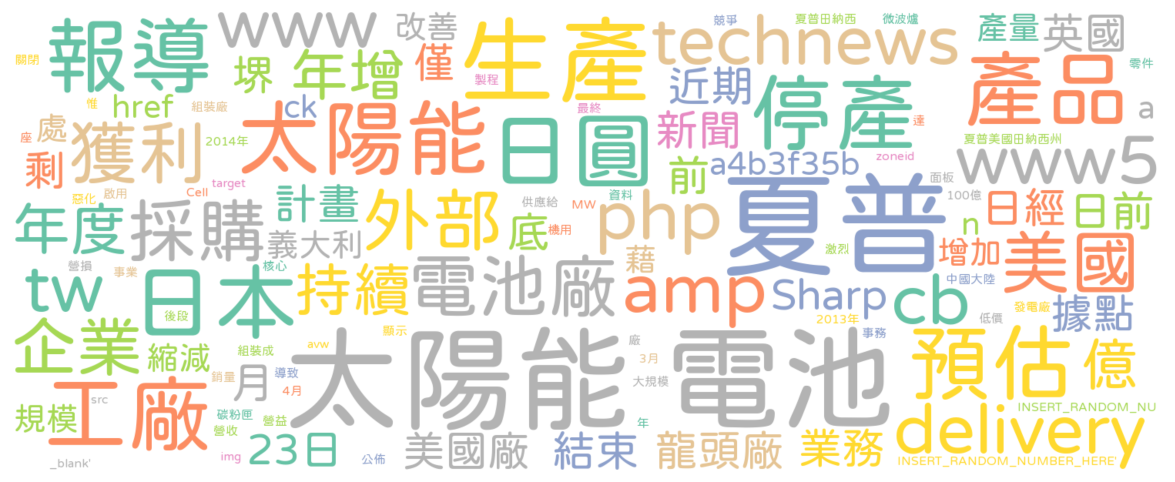 關閉
報導
www
改善
生產
technews
競爭
夏普田納西
微波爐
產量
英國
零件
堺
年增
僅
製程
近期
停產
產品
惟
href
組裝廠
ck
最終
a
座
處
獲利
2014年
太陽能
日圓
新聞
a4b3f35b
達
zoneid
夏普美國田納西州
www5
剩
惡化
啟用
Cell
target
計畫
外部
供應給
MW
資料
前
php
夏普
面板
100億
n
日經
日前
年度
採購
義大利
底
橋用
藉
激烈
增加
美國
tw
營損
事業
日本
核心
持續
電池廠
amp
Sharp
cb
中國大陸
發電廠
據點
後段
企業
縮減
組裝成
avw
顯示
太陽能
電池
2013年
事務
低價
廠
3月
大規模
預估
億
工廠
src
銷量
月
導致
4月
規模
碳粉匣
營收
營益
年
delivery
INSERT_RANDOM_NU
_blank'
img
23日
公佈
美國廠
結束
龍頭廠
業務
INSERT_RANDOM_NUMBER_HERE'